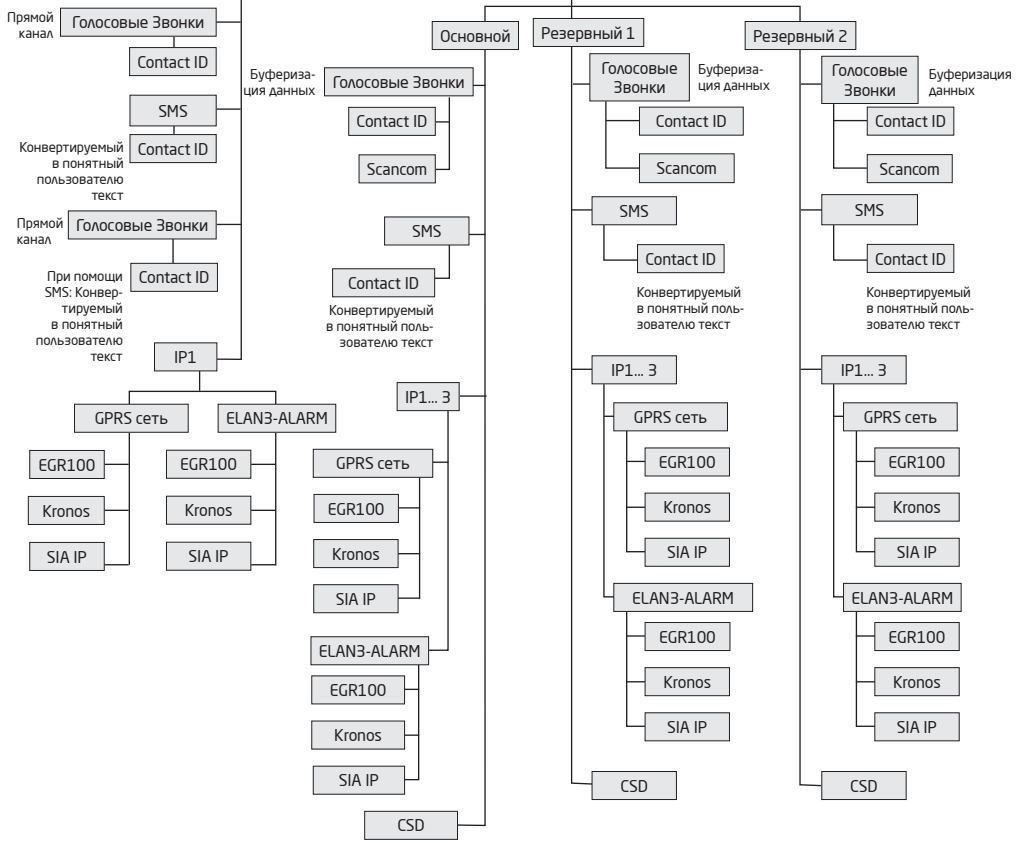 Прямой
канал
Голосовые Звонки
Contact ID
SMS
Contact ID
Конвертируемый
в понятный
пользователю
текст
Прямой
канал
Голосовые Звонки
Contact ID
При помощи
SMS: Конвер-
тируемый
в понятный
пользователю
текст
IP1
GPRS сеть
EGR100
Kronos
SIA IP
ELAN3-ALARM
EGR100
Kronos
SIA IP
Основной
Буфериза-
ция данных
Голосовые Звонки
Contact ID
Scancom
SMS
Contact ID
Конвертируемый
в понятный поль-
зователю текст
IP1... 3
GPRS сеть
EGR100
Kronos
SIA IP
ELAN3-ALARM
EGR100
Kronos
SIA IP
CSD
Резервный 1
Голосовые
Звонки
Буфериза-
ция данных
Contact ID
Scancom
SMS
Contact ID
Конвертируемый
в понятный поль-
зователю текст
IP1... 3
GPRS сеть
EGR100
Kronos
SIA IP
ELAN3-ALARM
EGR100
Kronos
SIA IP
CSD
Резервный 2
Голосовые
Звонки
Буферизация
данных
Contact ID
Scancom
SMS
Contact ID
Конвертируемый
в понятный поль-
зователю текст
IP1... 3
GPRS сеть
EGR100
Kronos
SIA IP
ELAN3-ALARM
EGR100
Kronos
SIA IP
CSD